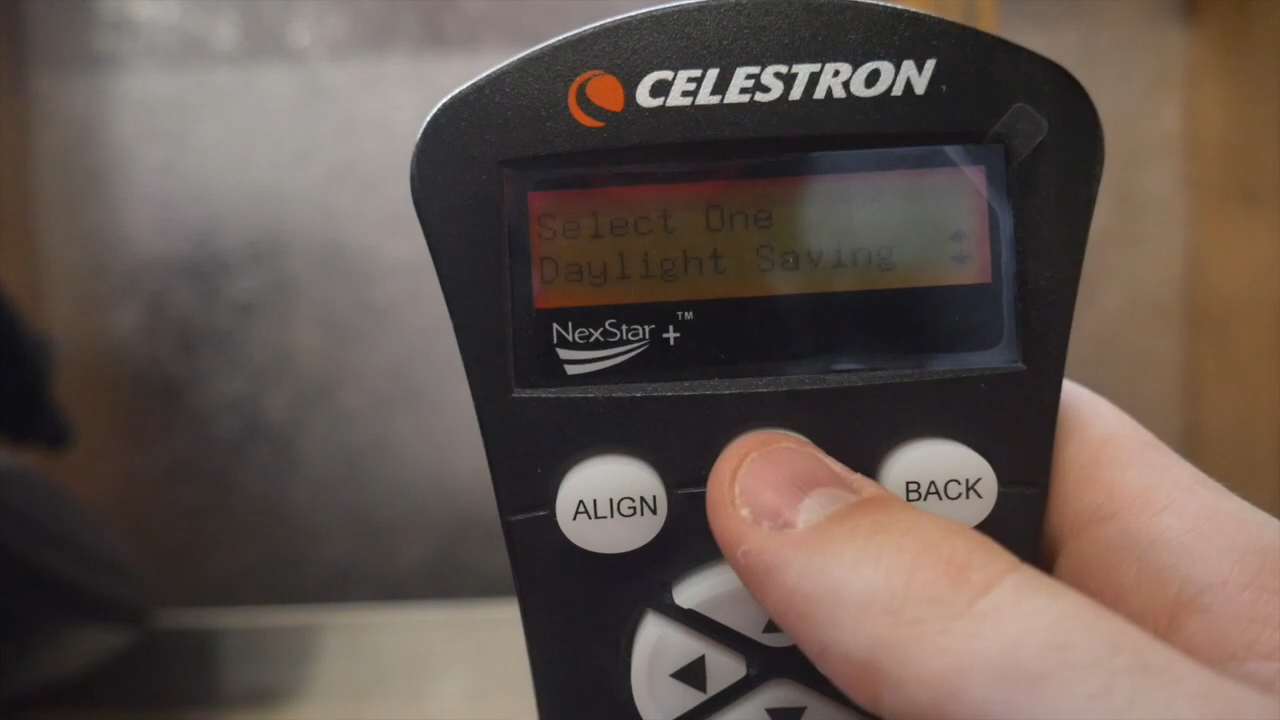 CELESTRON
Select One
Daylight Saving
NexStar +™
ALIGN
BACK